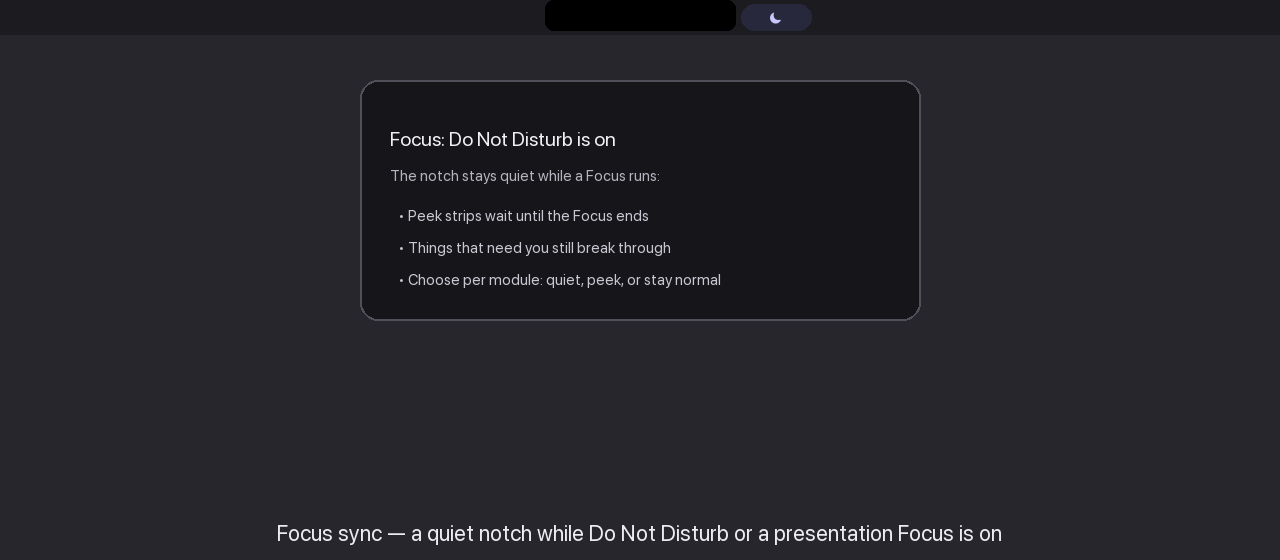 Focus: Do Not Disturb is on
The notch stays quiet while a Focus runs:
• Peek strips wait until the Focus ends
• Things that need you still break through
• Choose per module: quiet, peek, or stay normal
Focus sync — a quiet notch while Do Not Disturb or a presentation Focus is on